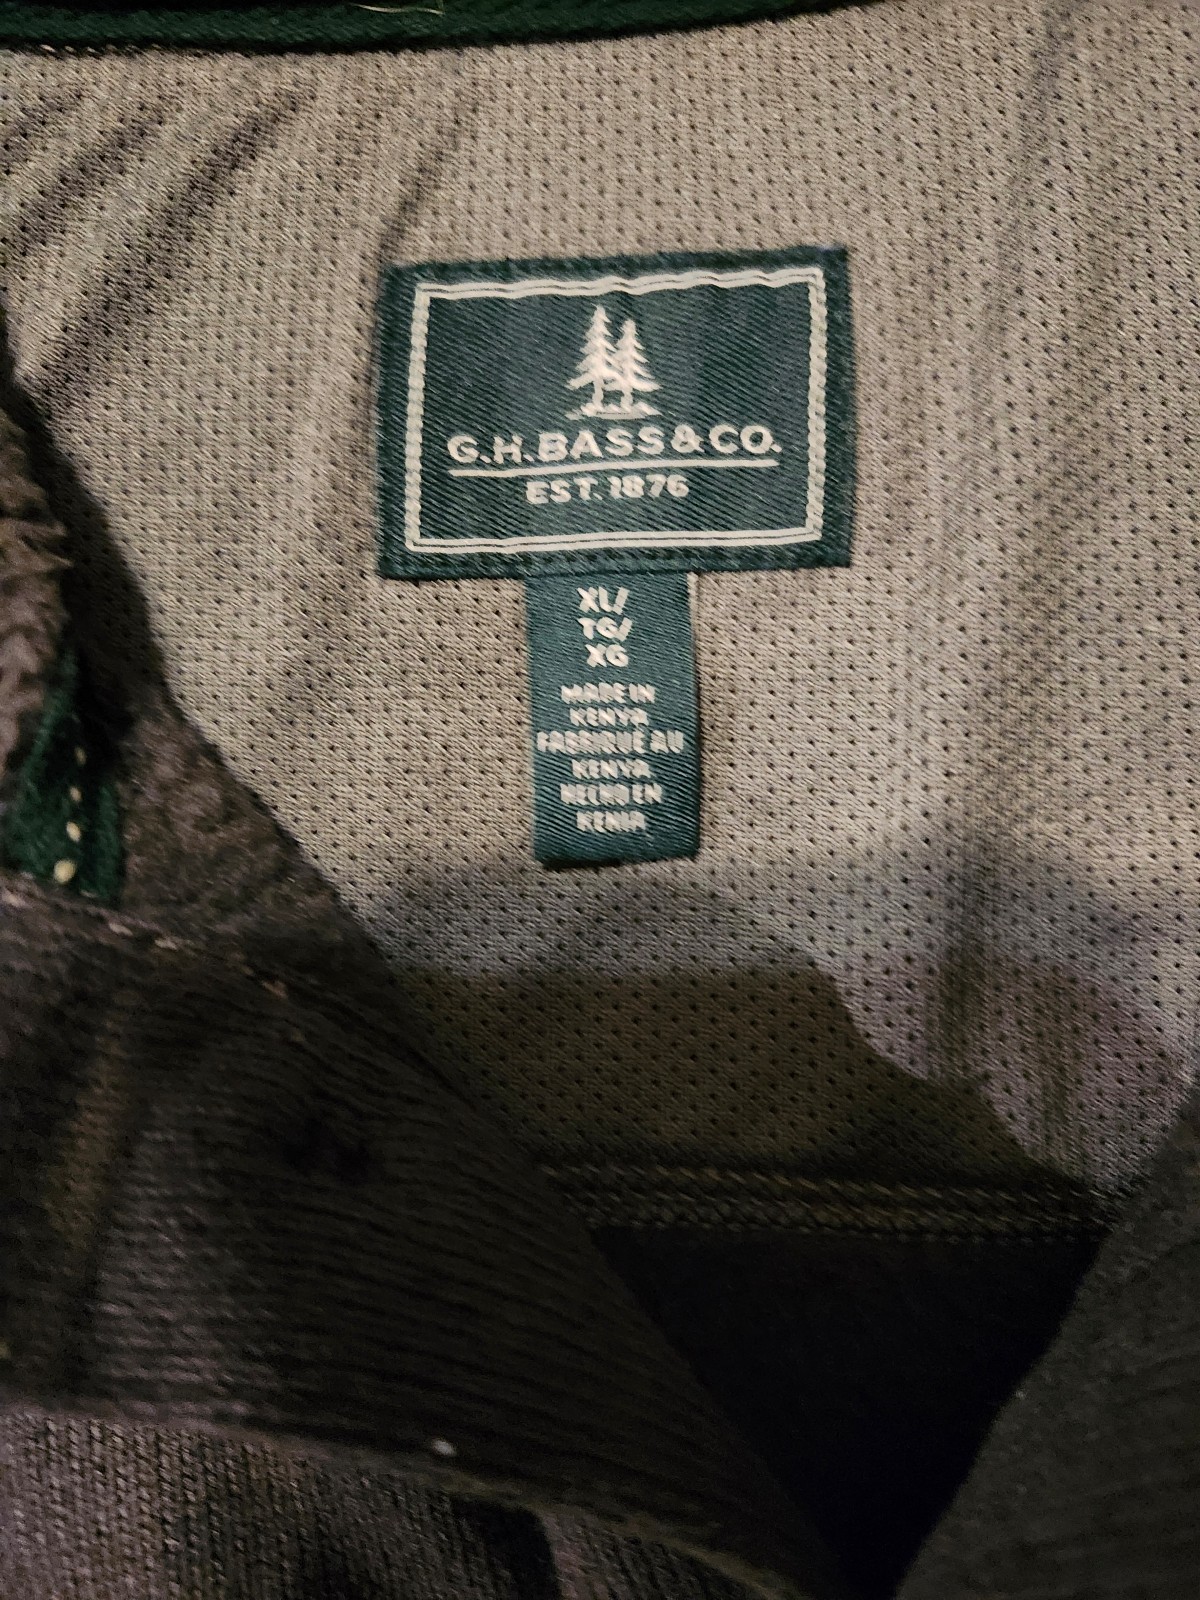 G.H.BASS&CO.
EST. 1876
XL/
TG/
XG
MADE IN
KENYA
FABRIQUÉ AU
KENYA
HECHO EN
KENIA